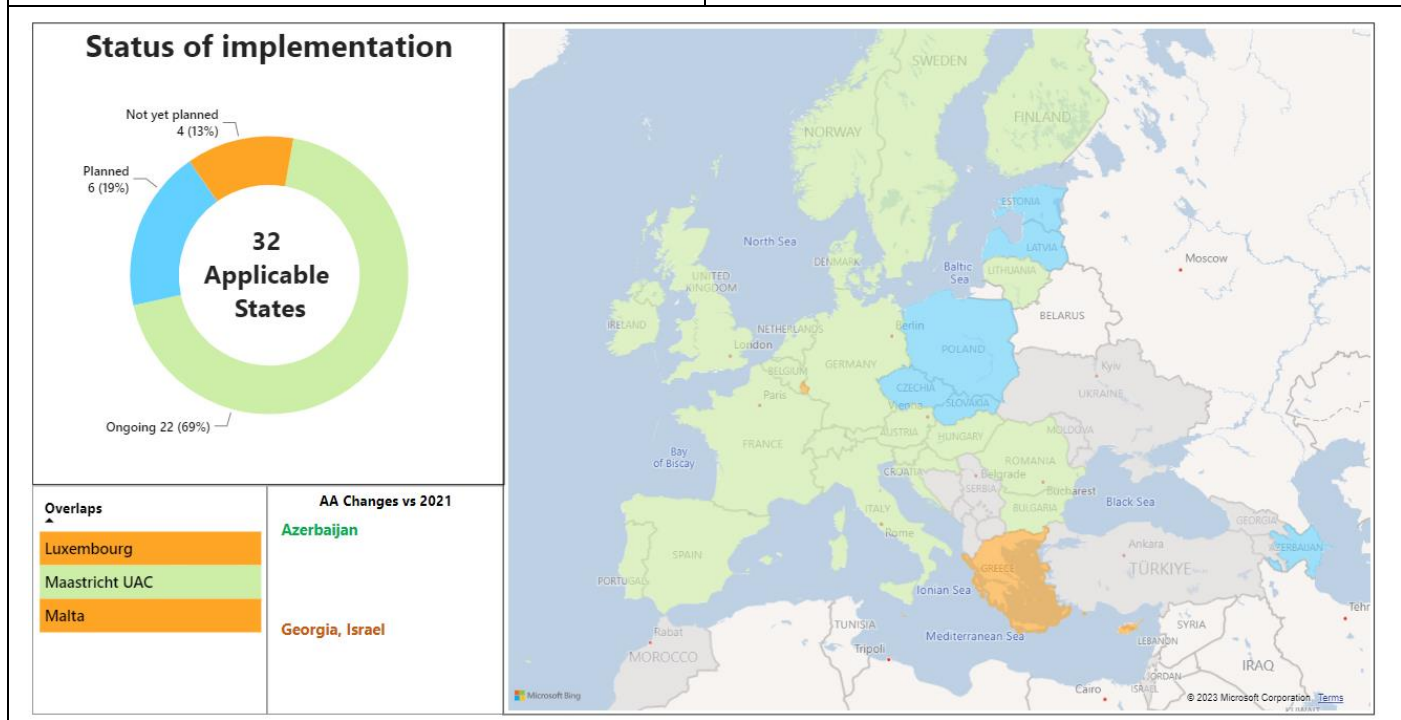 Status of implementation
Not yet planned
4 (13%)
Planned
6 (19%)
32
Applicable
States
Ongoing 22 (69%)
Overlaps
Luxembourg
Maastricht UAC
Malta
AA Changes vs 2021
Azerbaijan
Georgia, Israel
SWEDEN
FINLAND
NORWAY
ESTONIA
North Sea
LATVIA
Moscow
DENMARK
Baltic
Sea
LITHUANIA
UNITED
KINGDOM
BELARUS
IRELAND
NETHERLANDS
Berlin
London
POLAND
BELGIUM
GERMANY
Kyiv
Paris
CZECHIA
UKRAINE
Vienna
SLOVAKIA
AUSTRIA
HUNGARY
MOLDOVA
FRANCE
Bay
of Biscay
CROATIA
ROMANIA
Belgrade
SERBIA
Bucharest
Black Sea
ITALY
BULGARIA
GEORGIA
Rome
Ankara
AZERBAIJAN
SPAIN
GREECE
TÜRKIYE
PORTUGAL
Ionian Sea
Tehr
TUNISIA
SYRIA
Rabat
Mediterranean Sea
LEBANON
Tripoli
MOROCCO
IRAQ
JORDAN
Cairo
ISRAEL
Microsoft Bing
© 2023 Microsoft Corporation Terms
KUWAIT